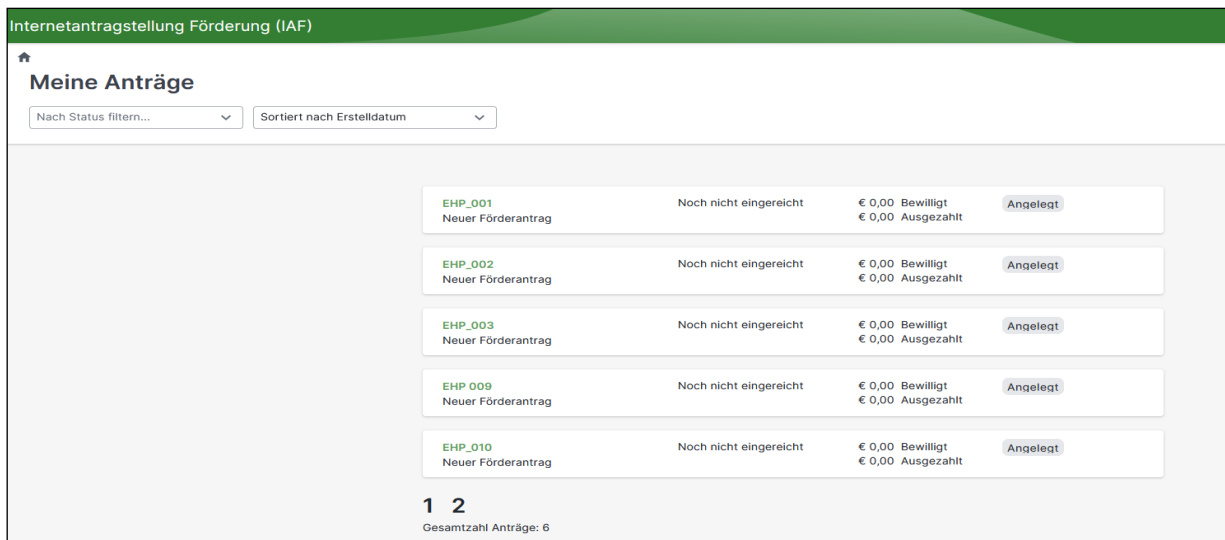 Internetantragstellung Förderung (IAF)
Meine Anträge
Nach Status filtern... Sortiert nach Erstelldatum
EHP_001 Noch nicht eingereicht € 0,00 Bewilligt Angelegt
Neuer Förderantrag € 0,00 Ausgezahlt
EHP_002 Noch nicht eingereicht € 0,00 Bewilligt Angelegt
Neuer Förderantrag € 0,00 Ausgezahlt
EHP_003 Noch nicht eingereicht € 0,00 Bewilligt Angelegt
Neuer Förderantrag € 0,00 Ausgezahlt
EHP 009 Noch nicht eingereicht € 0,00 Bewilligt Angelegt
Neuer Förderantrag € 0,00 Ausgezahlt
EHP_010 Noch nicht eingereicht € 0,00 Bewilligt Angelegt
Neuer Förderantrag € 0,00 Ausgezahlt
1 2
Gesamtzahl Anträge: 6